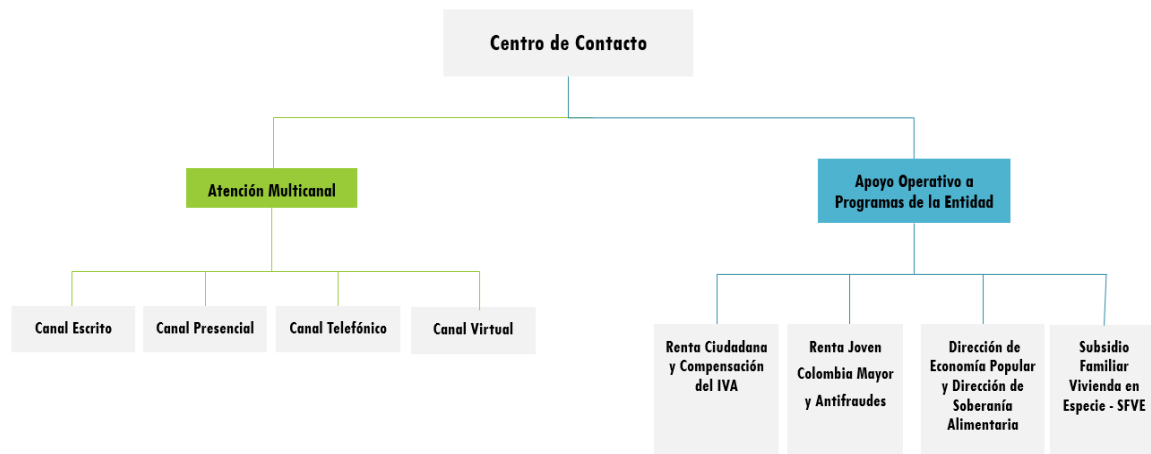 Centro de Contacto
Atención Multicanal
Apoyo Operativo a
Programas de la Entidad
Canal Escrito
Canal Presencial
Canal Telefónico
Canal Virtual
Renta Ciudadana
y Compensación
del IVA
Renta Joven
Colombia Mayor
y Antifraudes
Dirección de
Economía Popular
y Dirección de
Soberanía
Alimentaria
Subsidio
Familiar
Vivienda en
Especie - SFVE